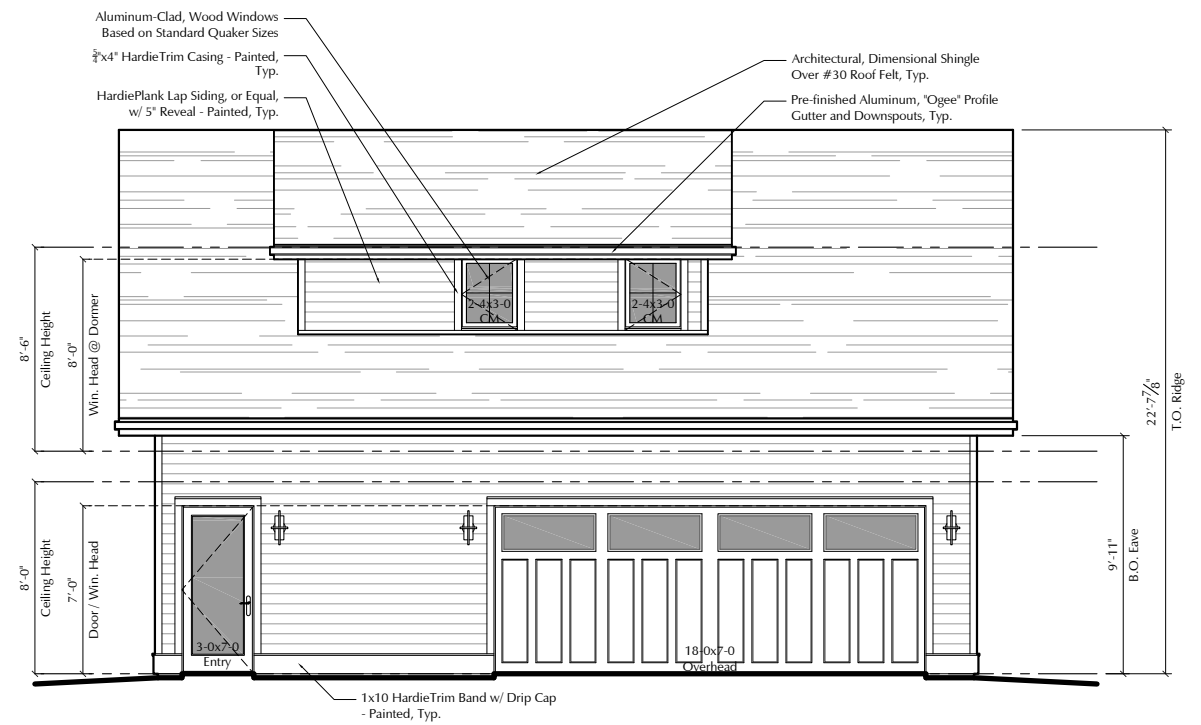 Aluminum-Clad, Wood Windows
Based on Standard Quaker Sizes
5/4"x4" HardieTrim Casing - Painted,
Typ.
HardiePlank Lap Siding, or Equal,
w/ 5" Reveal - Painted, Typ.
Architectural, Dimensional Shingle
Over #30 Roof Felt, Typ.
Pre-finished Aluminum, "Ogee" Profile
Gutter and Downspouts, Typ.
2-4x3-0
CM
2-4x3-0
CM
8'-6"
Ceiling Height
8'-0"
Win. Head @ Dormer
22'-7 7/8"
T.O. Ridge
8'-0"
Ceiling Height
7'-0"
Door / Win. Head
9'-11"
B.O. Eave
3-0x7-0
Entry
18-0x7-0
Overhead
1x10 HardieTrim Band w/ Drip Cap
- Painted, Typ.